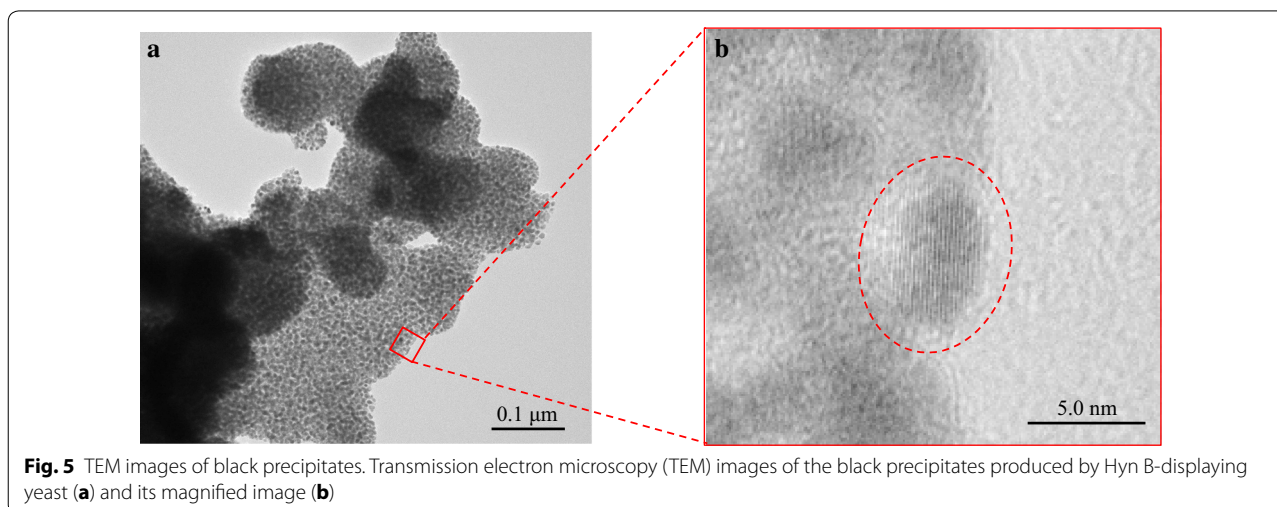 a
b
0.1 μm
5.0 nm
Fig. 5 TEM images of black precipitates. Transmission electron microscopy (TEM) images of the black precipitates produced by Hyn B-displaying
yeast (a) and its magnified image (b)